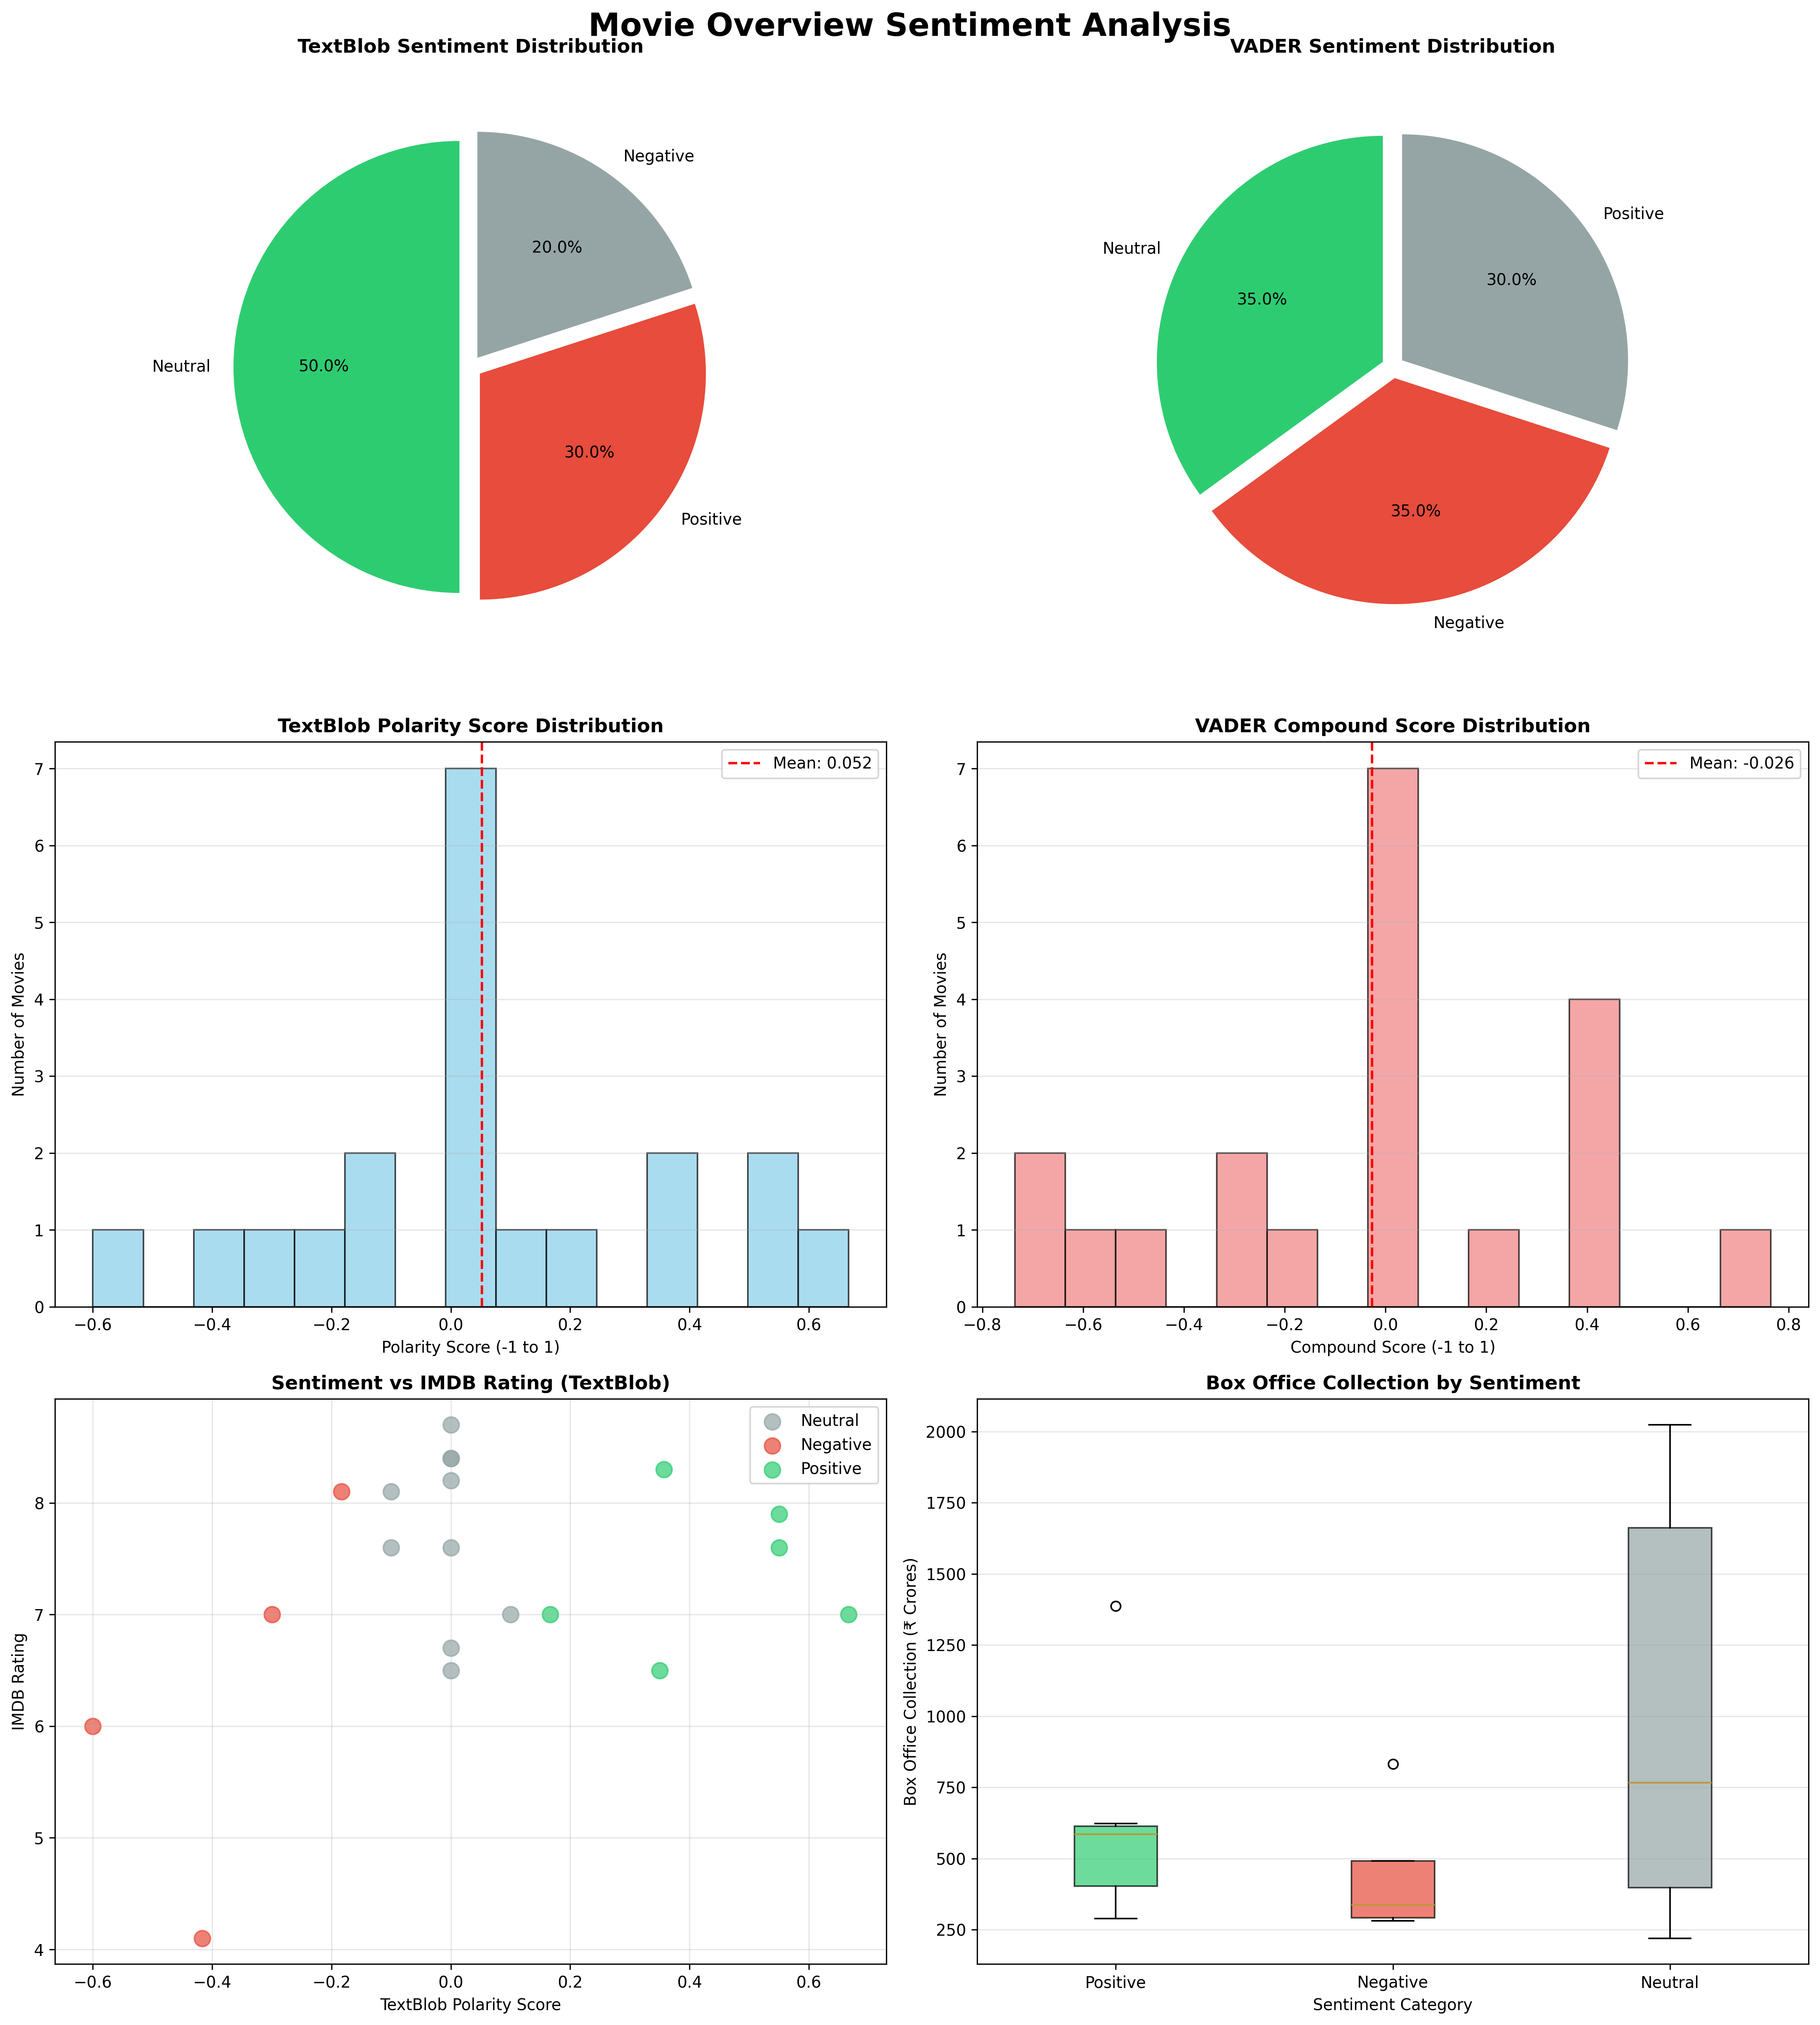 Movie Overview Sentiment Analysis
TextBlob Sentiment Distribution
Negative
20.0%
Neutral
50.0%
30.0%
Positive
VADER Sentiment Distribution
Positive
Neutral
30.0%
35.0%
35.0%
Negative
TextBlob Polarity Score Distribution
Mean: 0.052
Number of Movies
7
6
5
4
3
2
1
0
−0.6 −0.4 −0.2 0.0 0.2 0.4 0.6
Polarity Score (-1 to 1)
VADER Compound Score Distribution
Mean: -0.026
Number of Movies
7
6
5
4
3
2
1
0
−0.8 −0.6 −0.4 −0.2 0.0 0.2 0.4 0.6 0.8
Compound Score (-1 to 1)
Sentiment vs IMDB Rating (TextBlob)
Neutral
Negative
Positive
IMDB Rating
8
7
6
5
4
−0.6 −0.4 −0.2 0.0 0.2 0.4 0.6
TextBlob Polarity Score
Box Office Collection by Sentiment
Box Office Collection (₹ Crores)
2000
1750
1500
1250
1000
750
500
250
Positive Negative Neutral
Sentiment Category